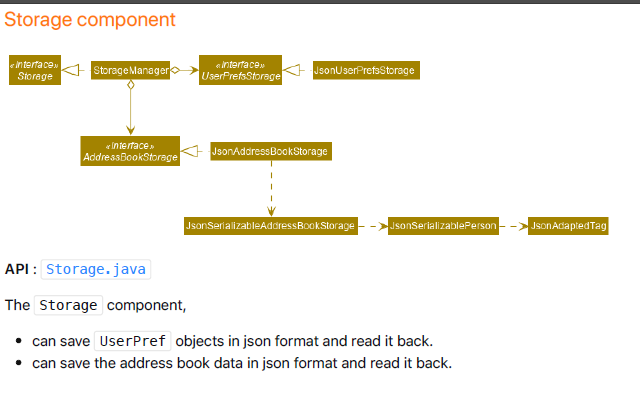 Storage component
«Interface»
Storage
StorageManager
«Interface»
UserPrefsStorage
JsonUserPrefsStorage
«Interface»
AddressBookStorage
JsonAddressBookStorage
JsonSerializableAddressBookStorage
JsonSerializablePerson
JsonAdaptedTag
API : Storage.java
The Storage component,
• can save UserPref objects in json format and read it back.
• can save the address book data in json format and read it back.